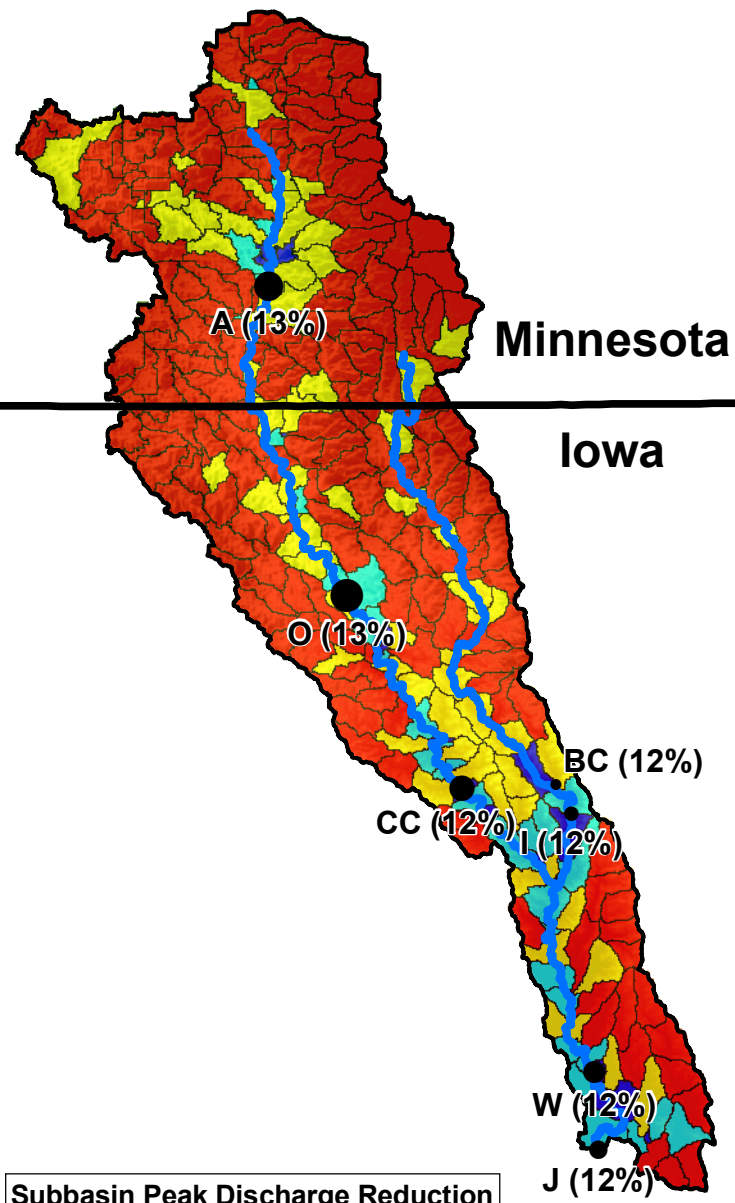 A (13%)
Minnesota
Iowa
O (13%)
BC (12%)
CC (12%)
I (12%)
W (12%)
J (12%)
Subbasin Peak Discharge Reduction